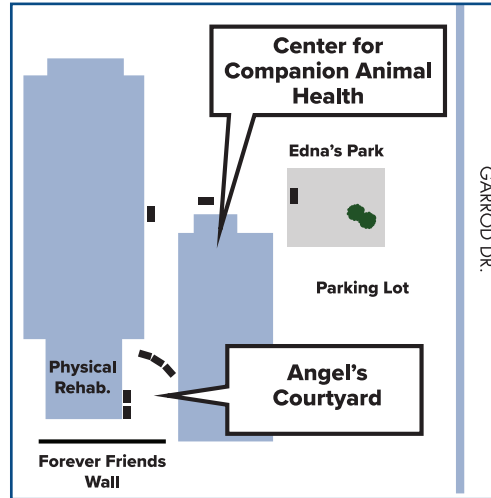 Center for
Companion Animal
Health
Edna's Park
GARROD DR.
Parking Lot
Physical
Rehab.
Angel's
Courtyard
Forever Friends
Wall